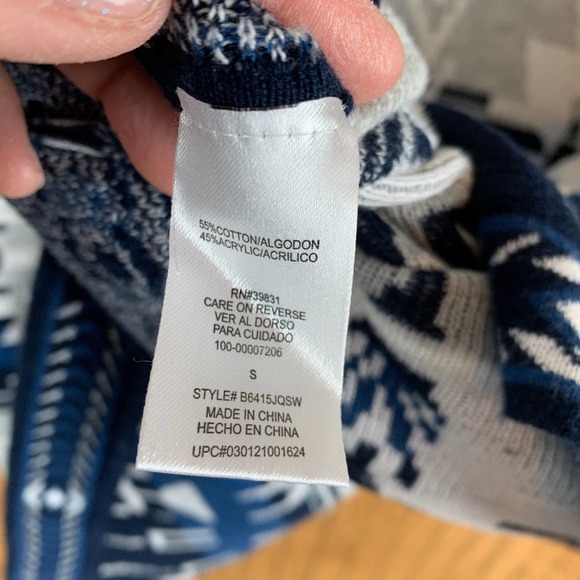 55%COTTON/ALGODON
45%ACRYLIC/ACRILICO
RN#39831
CARE ON REVERSE
VER AL DORSO
PARA CUIDADO
100-00007206
S
STYLE# B6415JQSW
MADE IN CHINA
HECHO EN CHINA
UPC#030121001624